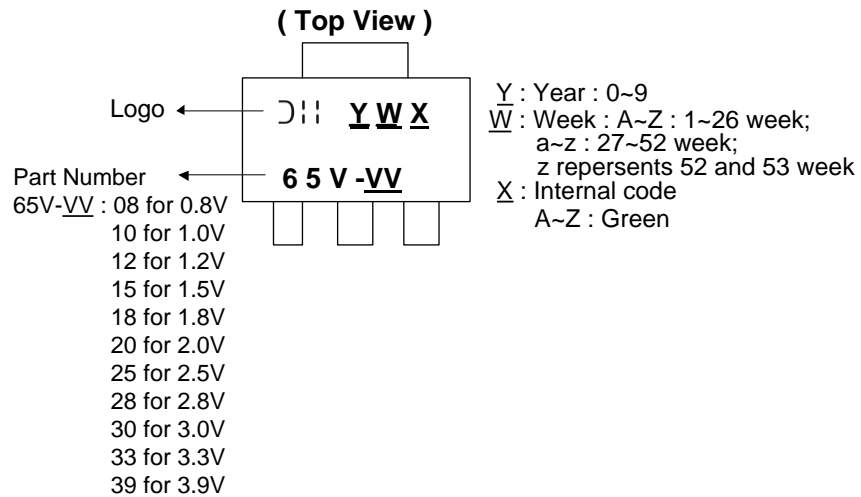 ( Top View )
Logo
Y W X
Y : Year : 0~9
W : Week : A~Z : 1~26 week;
a~z : 27~52 week;
z repersents 52 and 53 week
X : Internal code
A~Z : Green
Part Number
6 5 V -VV
65V-VV : 08 for 0.8V
10 for 1.0V
12 for 1.2V
15 for 1.5V
18 for 1.8V
20 for 2.0V
25 for 2.5V
28 for 2.8V
30 for 3.0V
33 for 3.3V
39 for 3.9V